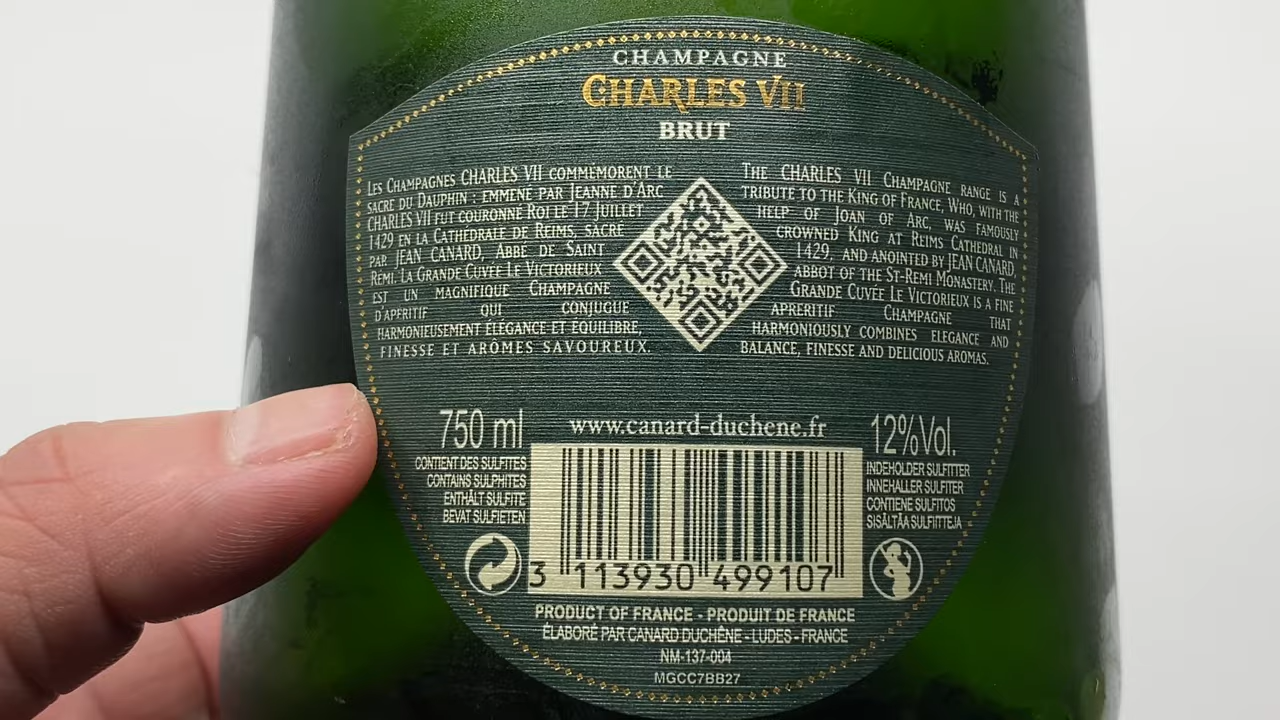 CHAMPAGNE
CHARLES VII
BRUT
LES CHAMPAGNES CHARLES VII COMMÉMORENT LE
SACRE DU DAUPHIN : EMMENÉ PAR JEANNE D'ARC
CHARLES VII FUT COURONNÉ ROI LE 17 JUILLET
1429 EN LA CATHÉDRALE DE REIMS, SACRÉ
PAR JEAN CANARD, ABBÉ DE SAINT
REMI. LA GRANDE CUVÉE LE VICTORIEUX
EST UN MAGNIFIQUE CHAMPAGNE
D'APÉRITIF QUI CONJUGUE
HARMONIEUSEMENT ÉLÉGANCE ET ÉQUILIBRE,
FINESSE ET ARÔMES SAVOUREUX.
THE CHARLES VII CHAMPAGNE RANGE IS A
TRIBUTE TO THE KING OF FRANCE, WHO, WITH THE
HELP OF JOAN OF ARC, WAS FAMOUSLY
CROWNED KING AT REIMS CATHEDRAL IN
1429, AND ANOINTED BY JEAN CANARD,
ABBOT OF THE ST-REMI MONASTERY. THE
GRANDE CUVÉE LE VICTORIEUX IS A FINE
APRERITIF CHAMPAGNE THAT
HARMONIOUSLY COMBINES ELEGANCE AND
BALANCE, FINESSE AND DELICIOUS AROMAS.
750 ml
www.canard-duchene.fr
12%Vol.
CONTIENT DES SULFITES
CONTAINS SULPHITES
ENTHÄLT SULFITE
BEVAT SULFIETEN
INDEHOLDER SULFITTER
INNEHALLER SULFITER
CONTIENE SULFITOS
SISÄLTÄÄ SULFIITTEJA
3 113930 499107
PRODUCT OF FRANCE - PRODUIT DE FRANCE
ÉLABORÉ PAR CANARD DUCHÊNE - LUDES - FRANCE
NM-137-004
MGCC7BB27